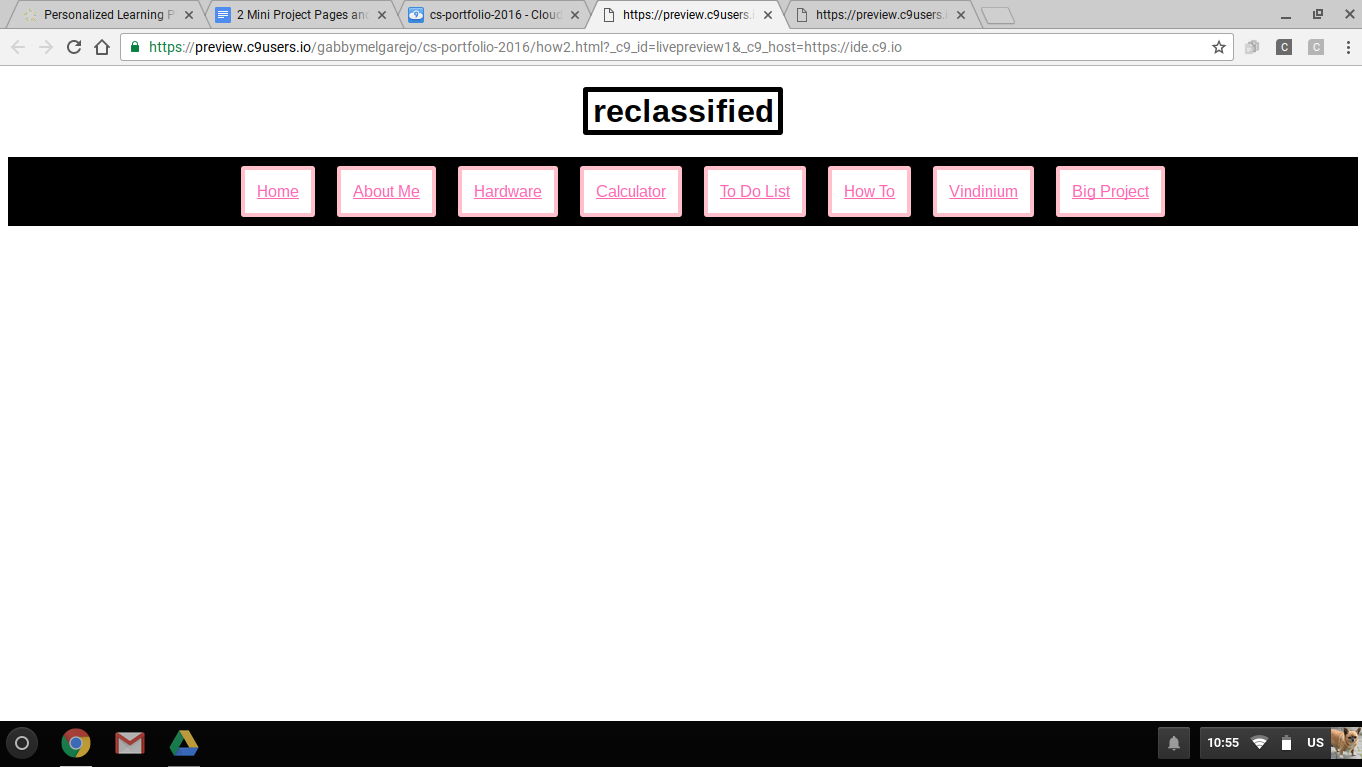 Personalized Learning P
2 Mini Project Pages and
cs-portfolio-2016 - Cloud
https://preview.c9users.i
https://preview.c9users.i
https://preview.c9users.io/gabbymelgarejo/cs-portfolio-2016/how2.html?_c9_id=livepreview1&_c9_host=https://ide.c9.io
C
C
reclassified
Home About Me Hardware Calculator To Do List How To Vindinium Big Project
10:55 US